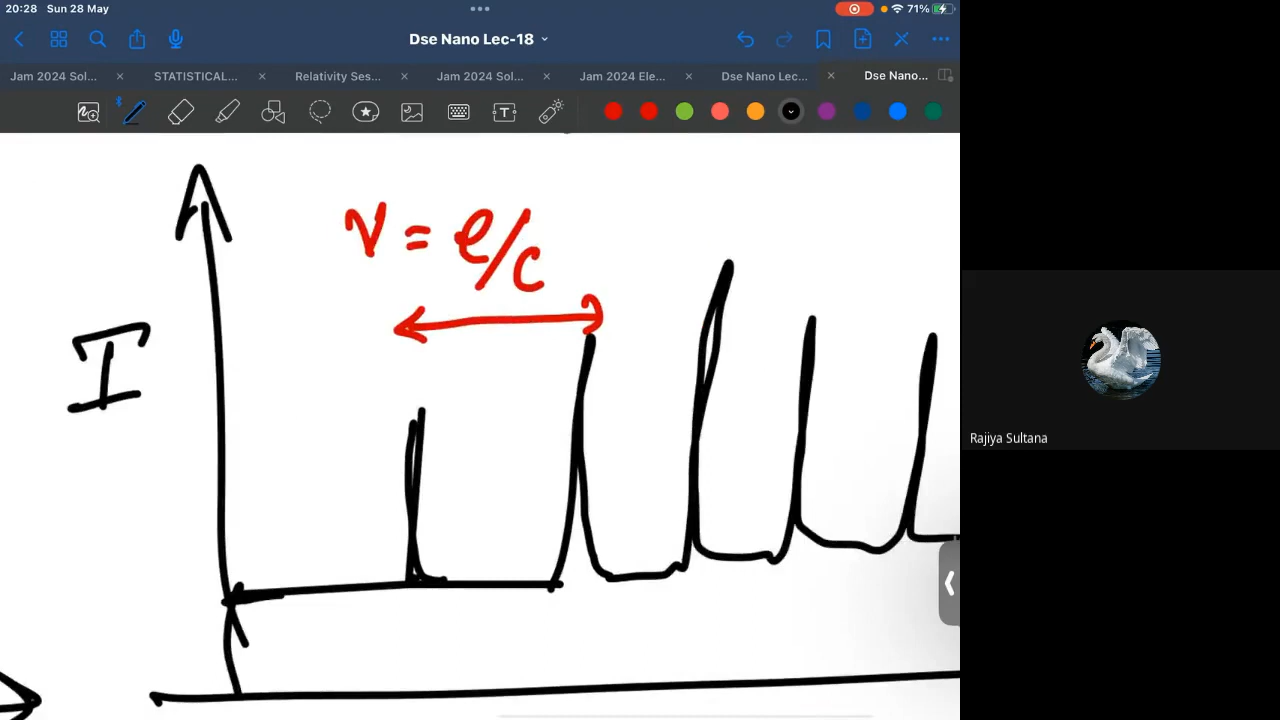 20:28 Sun 28 May
71%
Dse Nano Lec-18
Jam 2024 Sol...
STATISTICAL...
Relativity Ses...
Jam 2024 Sol...
Jam 2024 Ele...
Dse Nano Lec...
Dse Nano...
T
V = e/c
I
Rajiya Sultana